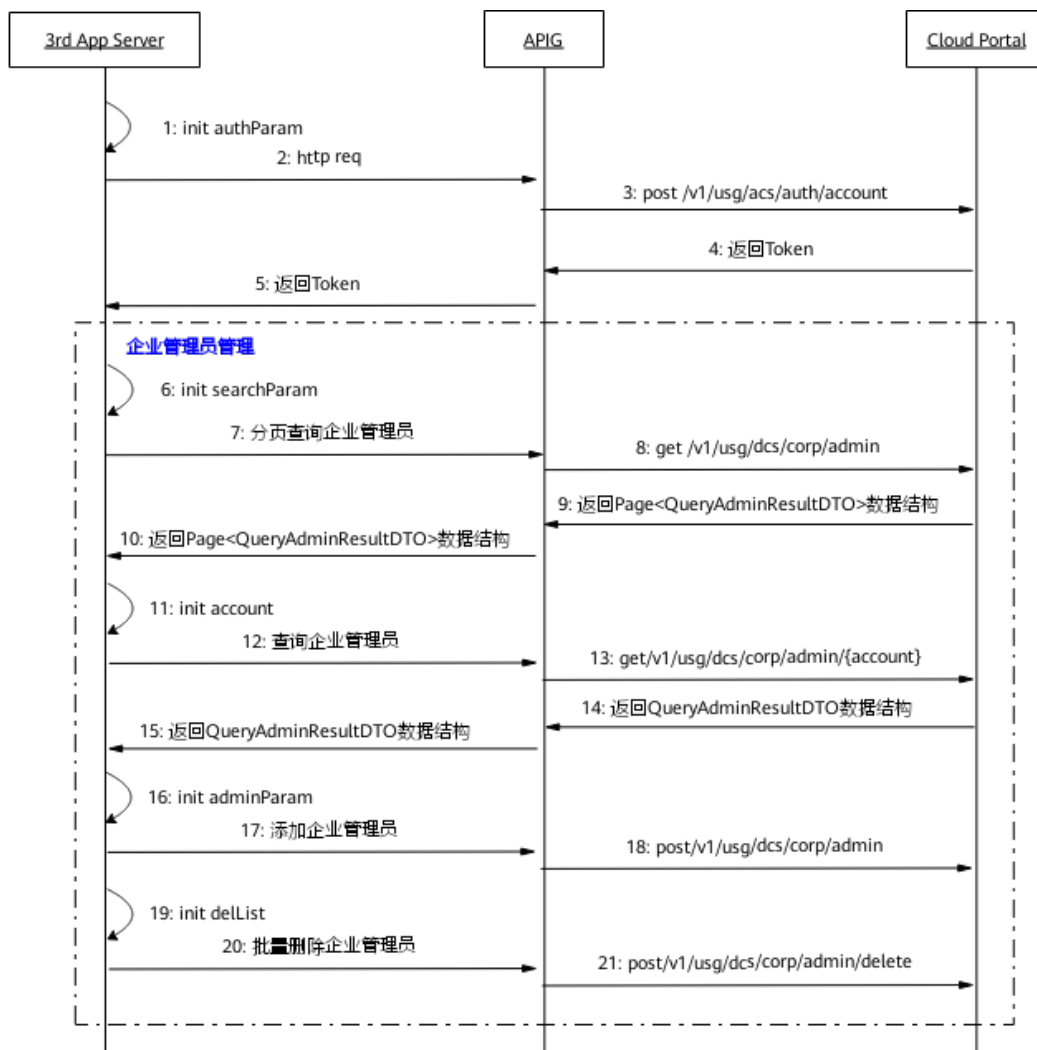 3rd App Server
APIG
Cloud Portal
1: init authParam
2: http req
3: post /v1/usg/acs/auth/account
4: 返回Token
5: 返回Token
企业管理员管理
6: init searchParam
7: 分页查询企业管理员
8: get /v1/usg/dcs/corp/admin
9: 返回Page<QueryAdminResultDTO>数据结构
10: 返回Page<QueryAdminResultDTO>数据结构
11: init account
12: 查询企业管理员
13: get/v1/usg/dcs/corp/admin/{account}
14: 返回QueryAdminResultDTO数据结构
15: 返回QueryAdminResultDTO数据结构
16: init adminParam
17: 添加企业管理员
18: post/v1/usg/dcs/corp/admin
19: init delList
20: 批量删除企业管理员
21: post/v1/usg/dcs/corp/admin/delete